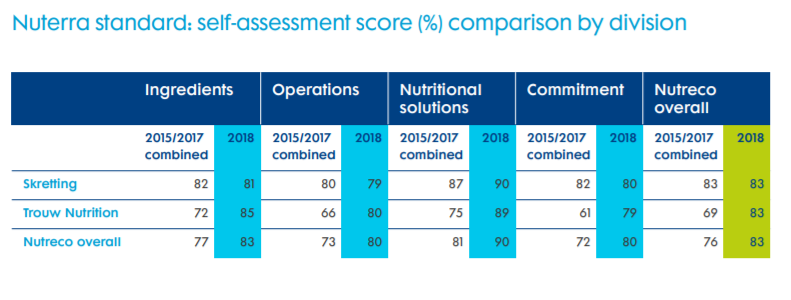 Nuterra standard: self-assessment score (%) comparison by division
Ingredients Operations Nutritional solutions Commitment Nutreco overall
2015/2017 combined 2018 2015/2017 combined 2018 2015/2017 combined 2018 2015/2017 combined 2018 2015/2017 combined 2018
Skretting 82 81 80 79 87 90 82 80 83 83
Trouw Nutrition 72 85 66 80 75 89 61 79 69 83
Nutreco overall 77 83 73 80 81 90 72 80 76 83